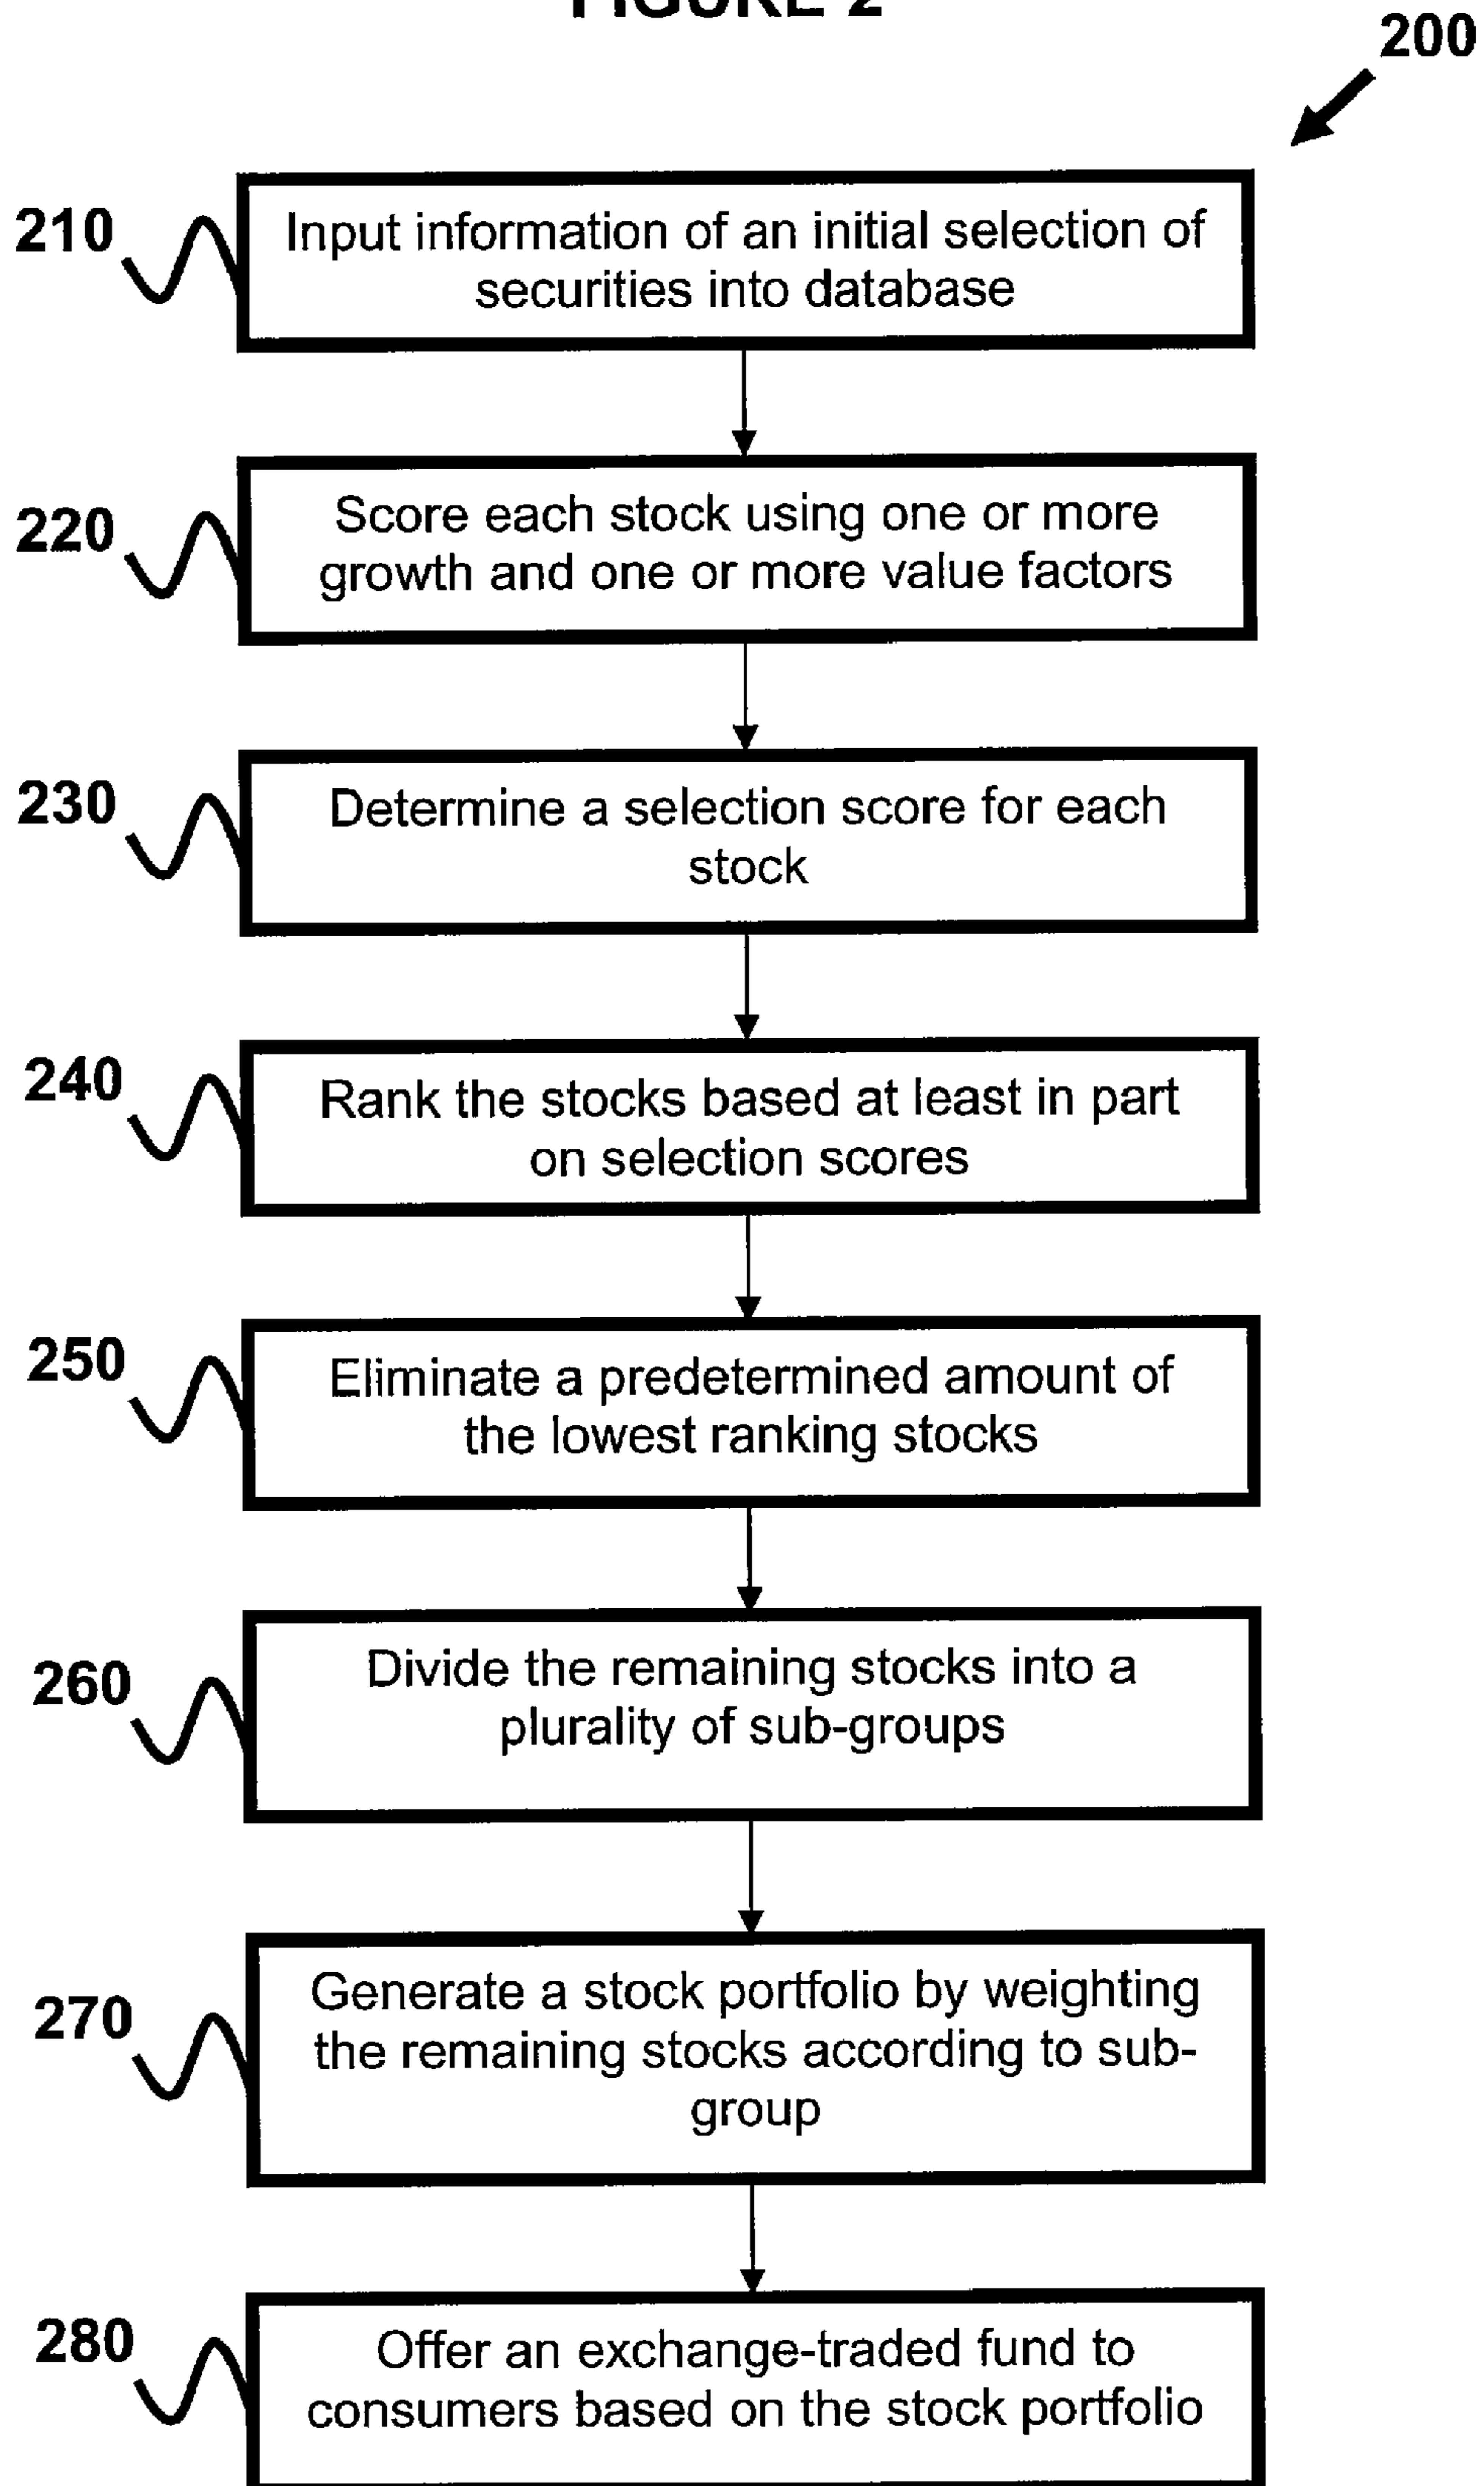 FIGURE 2
200
210
Input information of an initial selection of
securities into database
220
Score each stock using one or more
growth and one or more value factors
230
Determine a selection score for each
stock
240
Rank the stocks based at least in part
on selection scores
250
Eliminate a predetermined amount of
the lowest ranking stocks
260
Divide the remaining stocks into a
plurality of sub-groups
270
Generate a stock portfolio by weighting
the remaining stocks according to sub-
group
280
Offer an exchange-traded fund to
consumers based on the stock portfolio